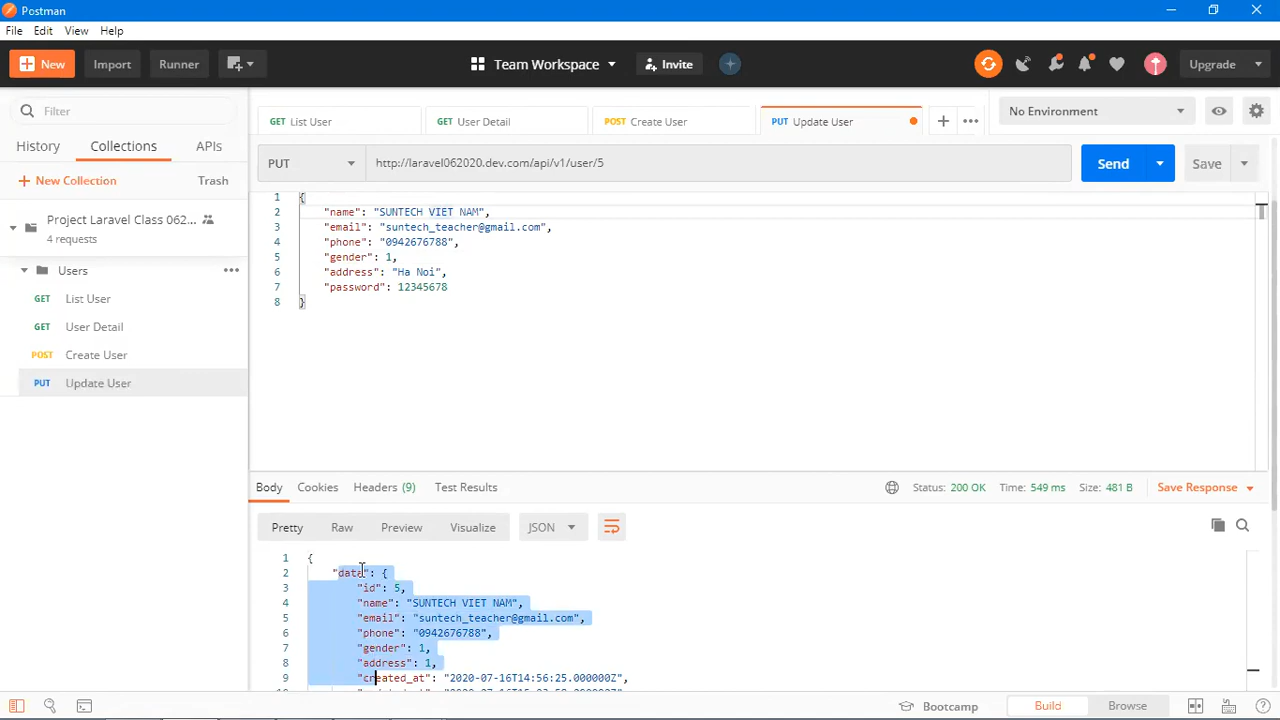 Postman
File Edit View Help
New Import Runner Team Workspace Invite Upgrade
Filter
GET List User GET User Detail POST Create User PUT Update User No Environment
History Collections APIs
PUT http://laravel062020.dev.com/api/v1/user/5 Send Save
New Collection Trash
Project Laravel Class 062...
4 requests
Users
GET List User
GET User Detail
POST Create User
PUT Update User
1 {
2 "name": "SUNTECH VIET NAM",
3 "email": "suntech_teacher@gmail.com",
4 "phone": "0942676788",
5 "gender": 1,
6 "address": "Ha Noi",
7 "password": 12345678
8 }
Body Cookies Headers (9) Test Results Status: 200 OK Time: 549 ms Size: 481 B Save Response
Pretty Raw Preview Visualize JSON
1 {
2 "data": {
3 "id": 5,
4 "name": "SUNTECH VIET NAM",
5 "email": "suntech_teacher@gmail.com",
6 "phone": "0942676788",
7 "gender": 1,
8 "address": 1,
9 "created_at": "2020-07-16T14:56:25.000000Z",
Bootcamp Build Browse